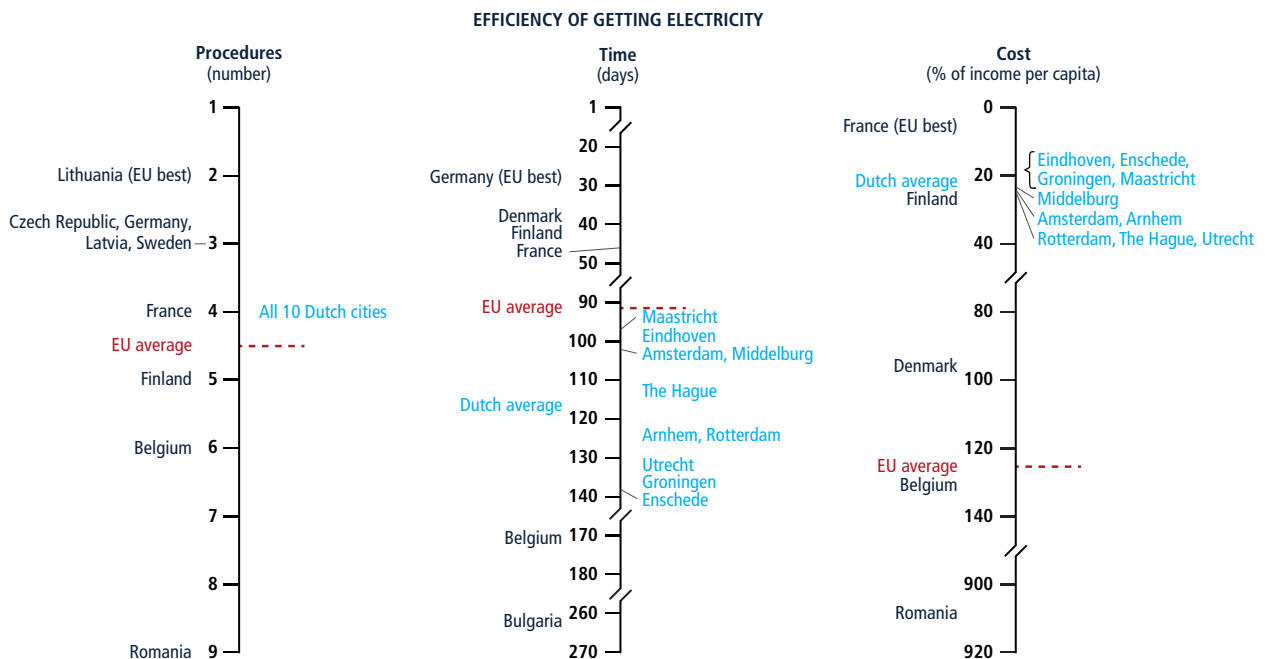 EFFICIENCY OF GETTING ELECTRICITY
Procedures
(number)
1
Lithuania (EU best)
2
Czech Republic, Germany,
Latvia, Sweden
3
France
4
All 10 Dutch cities
EU average
Finland
5
Belgium
6
7
8
Romania
9
Time
(days)
1
20
Germany (EU best)
30
Denmark
40
Finland
France
50
90
EU average
Maastricht
Eindhoven
100
Amsterdam, Middelburg
110
The Hague
Dutch average
120
Arnhem, Rotterdam
130
Utrecht
Groningen
140
Enschede
Belgium
170
180
Bulgaria
260
270
Cost
(% of income per capita)
0
France (EU best)
Eindhoven, Enschede,
Groningen, Maastricht
20
Dutch average
Finland
Middelburg
Amsterdam, Arnhem
Rotterdam, The Hague, Utrecht
40
80
Denmark
100
120
EU average
Belgium
140
900
Romania
920